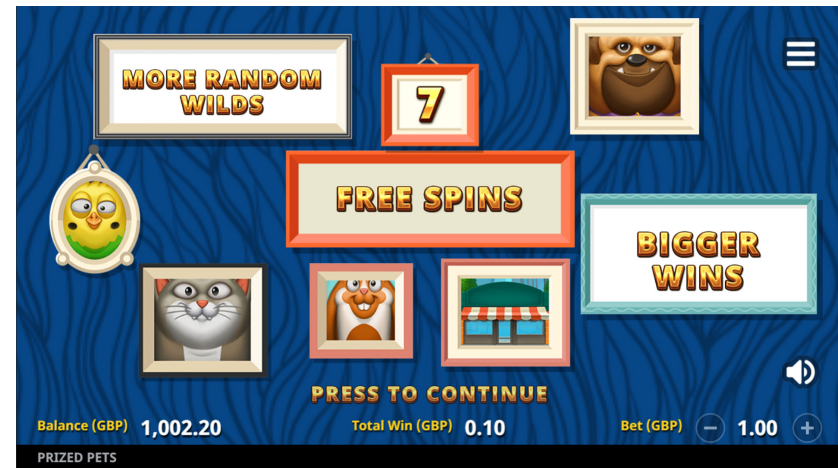 MORE RANDOM
WILDS
7
FREE SPINS
BIGGER
WINS
PRESS TO CONTINUE
Balance (GBP) 1,002.20
Total Win (GBP) 0.10
Bet (GBP) − 1.00 +
PRIZED PETS